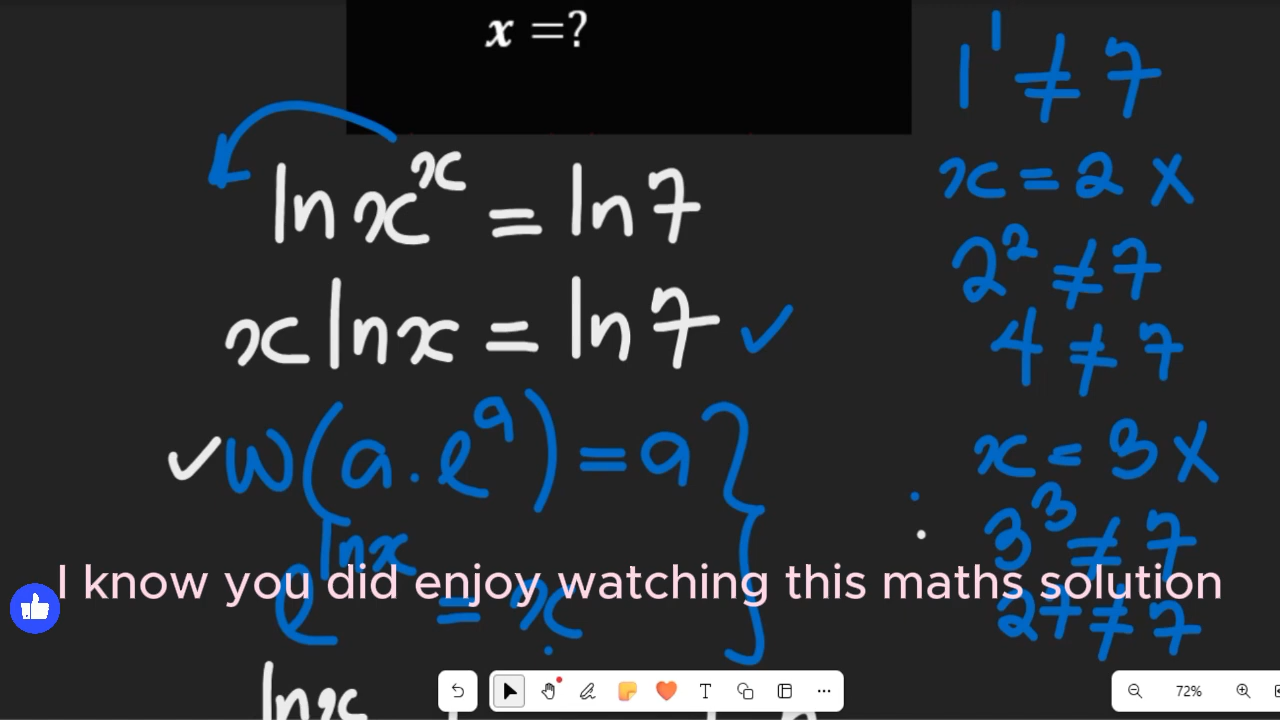 x =?
ln x^x = ln 7
x ln x = ln 7 ✓
✓ W(a.e^a) = a }
e^ln x = x
1^1 ≠ 7
x = 2 X
2^2 ≠ 7
4 ≠ 7
x = 3 X
3^3 ≠ 7
27 ≠ 7
I know you did enjoy watching this maths solution
ln x
T
72%